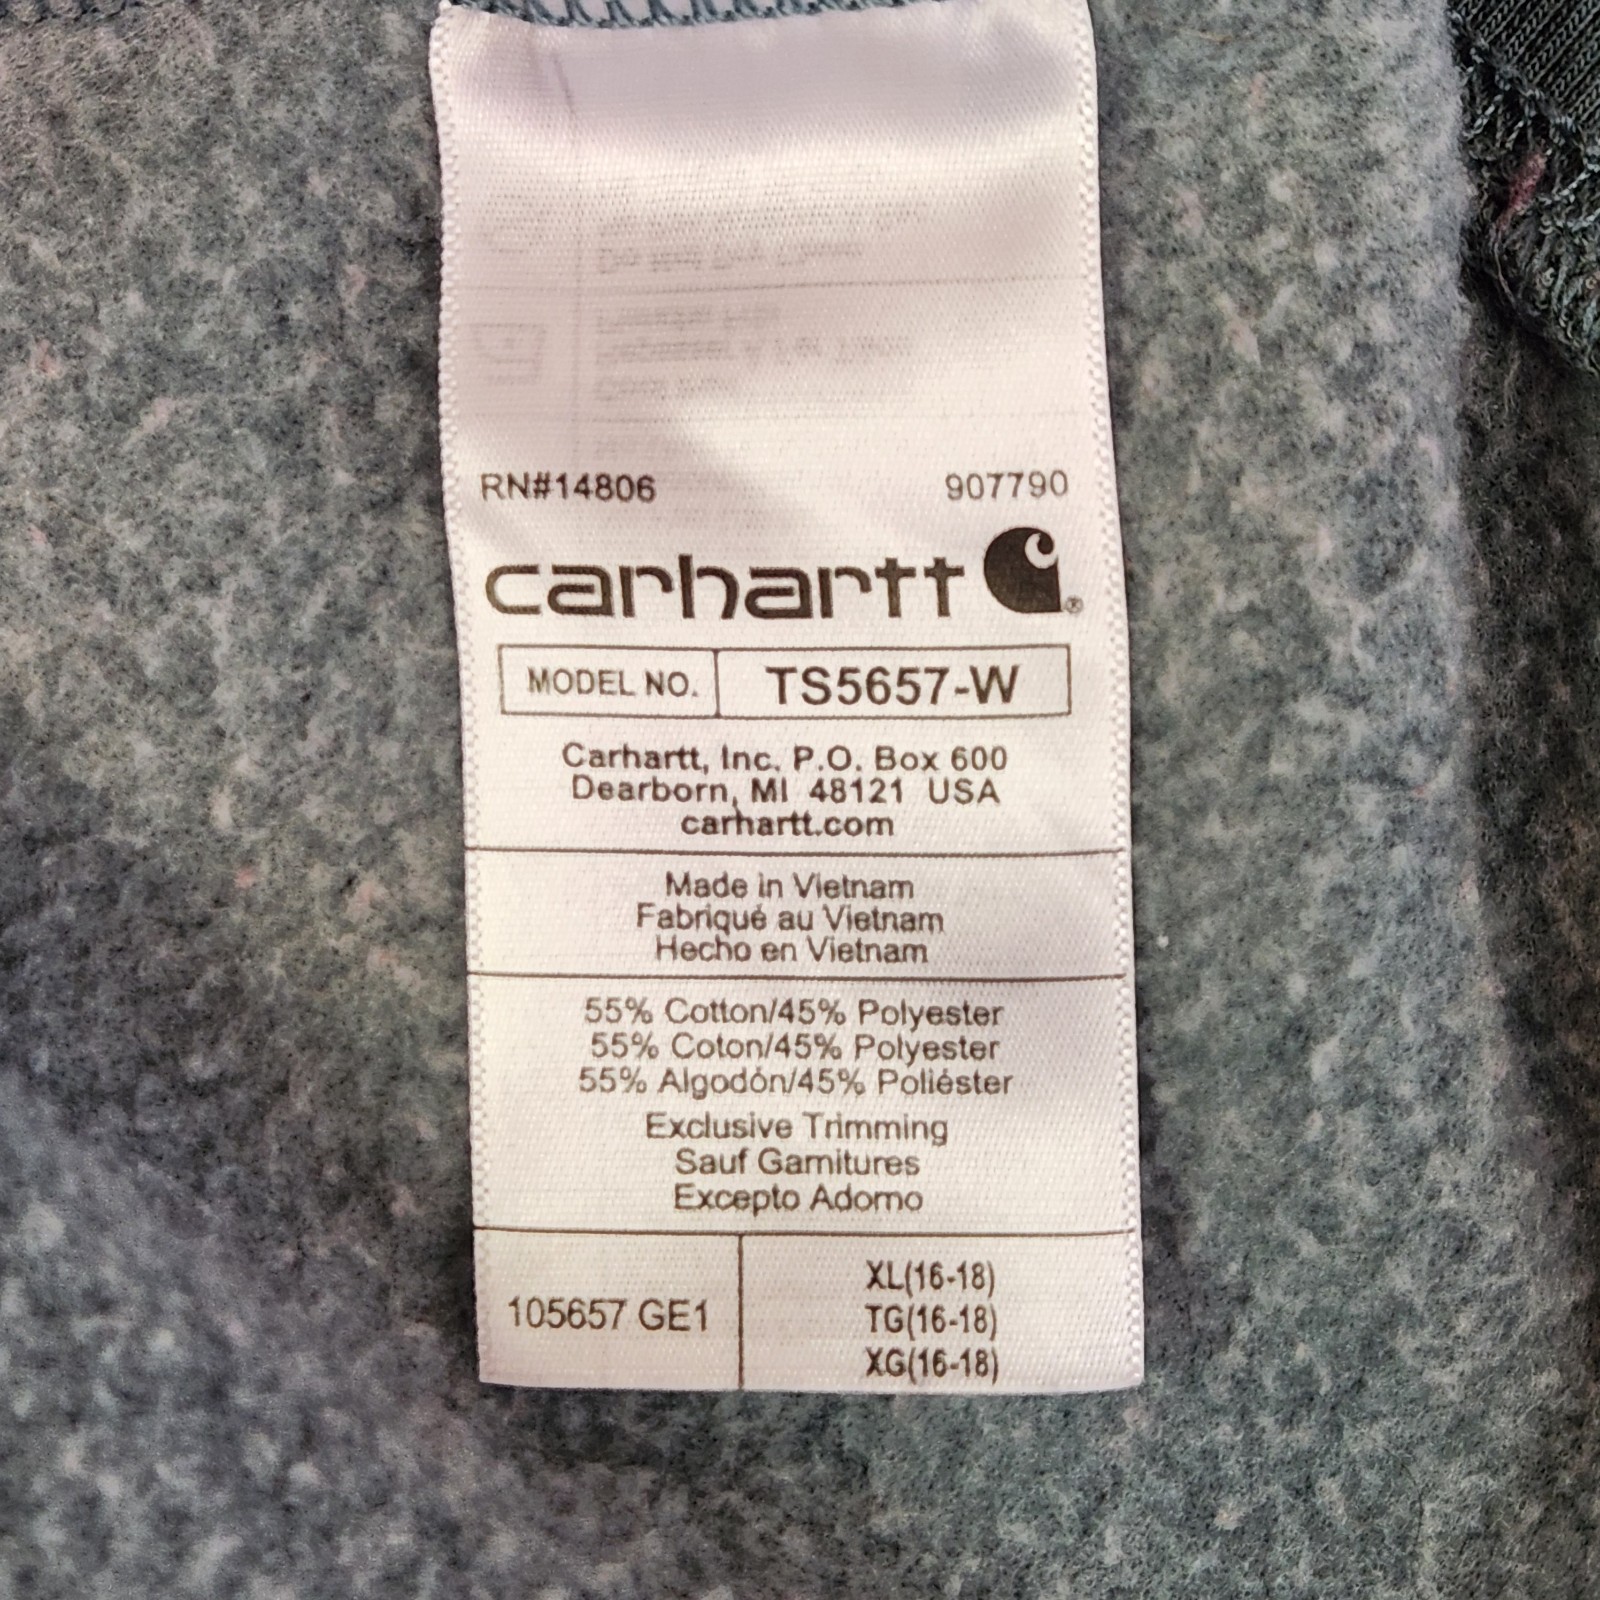 RN#14806 907790
carhartt ®
MODEL NO. TS5657-W
Carhartt, Inc. P.O. Box 600
Dearborn, MI 48121 USA
carhartt.com
Made in Vietnam
Fabriqué au Vietnam
Hecho en Vietnam
55% Cotton/45% Polyester
55% Coton/45% Polyester
55% Algodón/45% Poliéster
Exclusive Trimming
Sauf Garnitures
Excepto Adorno
105657 GE1
XL(16-18)
TG(16-18)
XG(16-18)